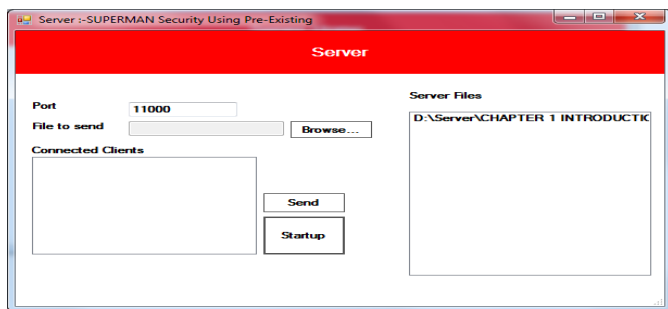 Server :-SUPERMAN Security Using Pre-Existing
Server
Port
11000
File to send
Browse...
Connected Clients
Send
Startup
Server Files
D:\Server\CHAPTER 1 INTRODUCTIC